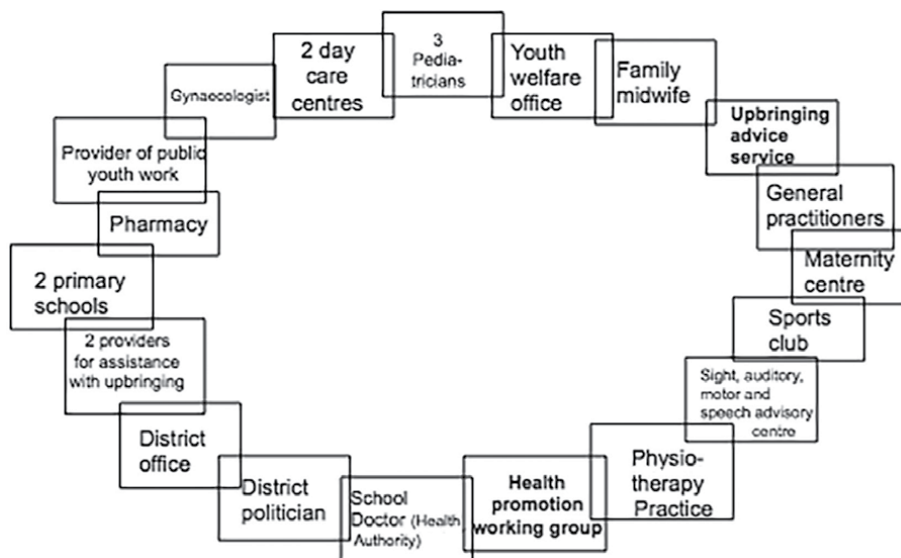 3
Pedia-
tricians
Youth
welfare
office
Family
midwife
Upbringing
advice
service
General
practitioners
Maternity
centre
Sports
club
Sight, auditory,
motor and
speech advisory
centre
Physio-
therapy
Practice
Health
promotion
working group
School
Doctor (Health
Authority)
District
politician
District
office
2 providers
for assistance
with upbringing
2 primary
schools
Pharmacy
Provider of public
youth work
Gynaecologist
2 day
care
centres